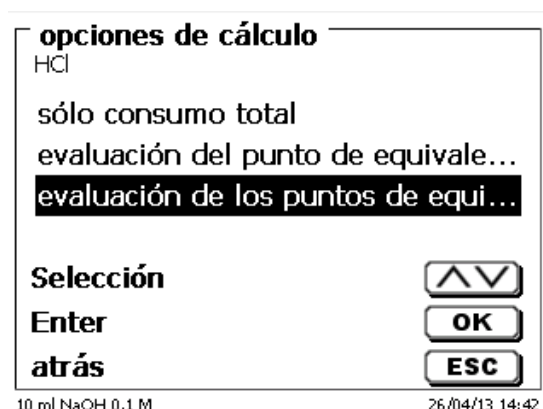 opciones de cálculo
HCl
sólo consumo total
evaluación del punto de equivale...
evaluación de los puntos de equi...
Selección
Enter OK
atrás ESC
10 ml NaOH 0.1 M 26/04/13 14:42